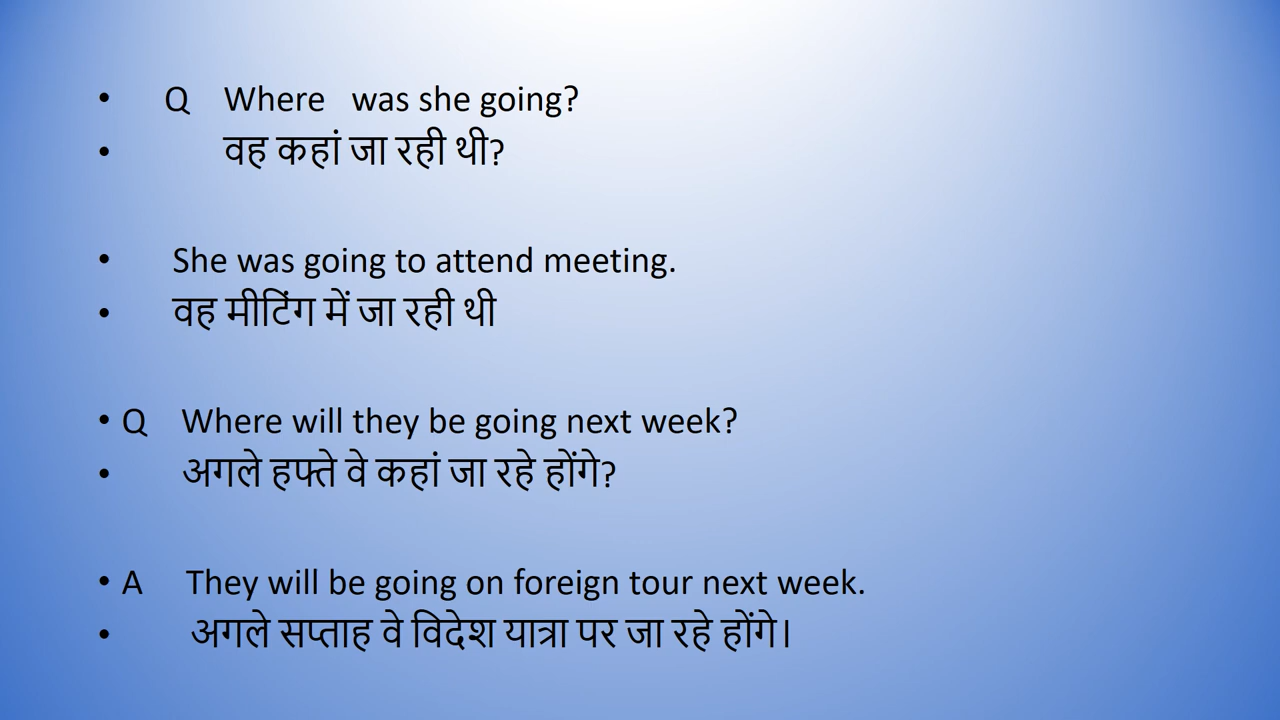 • Q Where was she going?
• वह कहां जा रही थी?
• She was going to attend meeting.
• वह मीटिंग में जा रही थी
• Q Where will they be going next week?
• अगले हफ्ते वे कहां जा रहे होंगे?
• A They will be going on foreign tour next week.
• अगले सप्ताह वे विदेश यात्रा पर जा रहे होंगे।